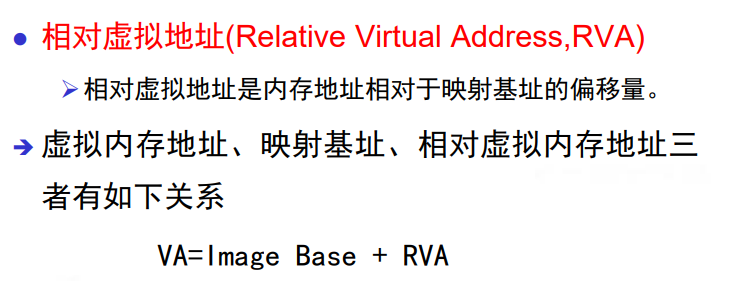 ● 相对虚拟地址(Relative Virtual Address,RVA)
➢相对虚拟地址是内存地址相对于映射基址的偏移量。
➔ 虚拟内存地址、映射基址、相对虚拟内存地址三
者有如下关系
VA=Image Base + RVA